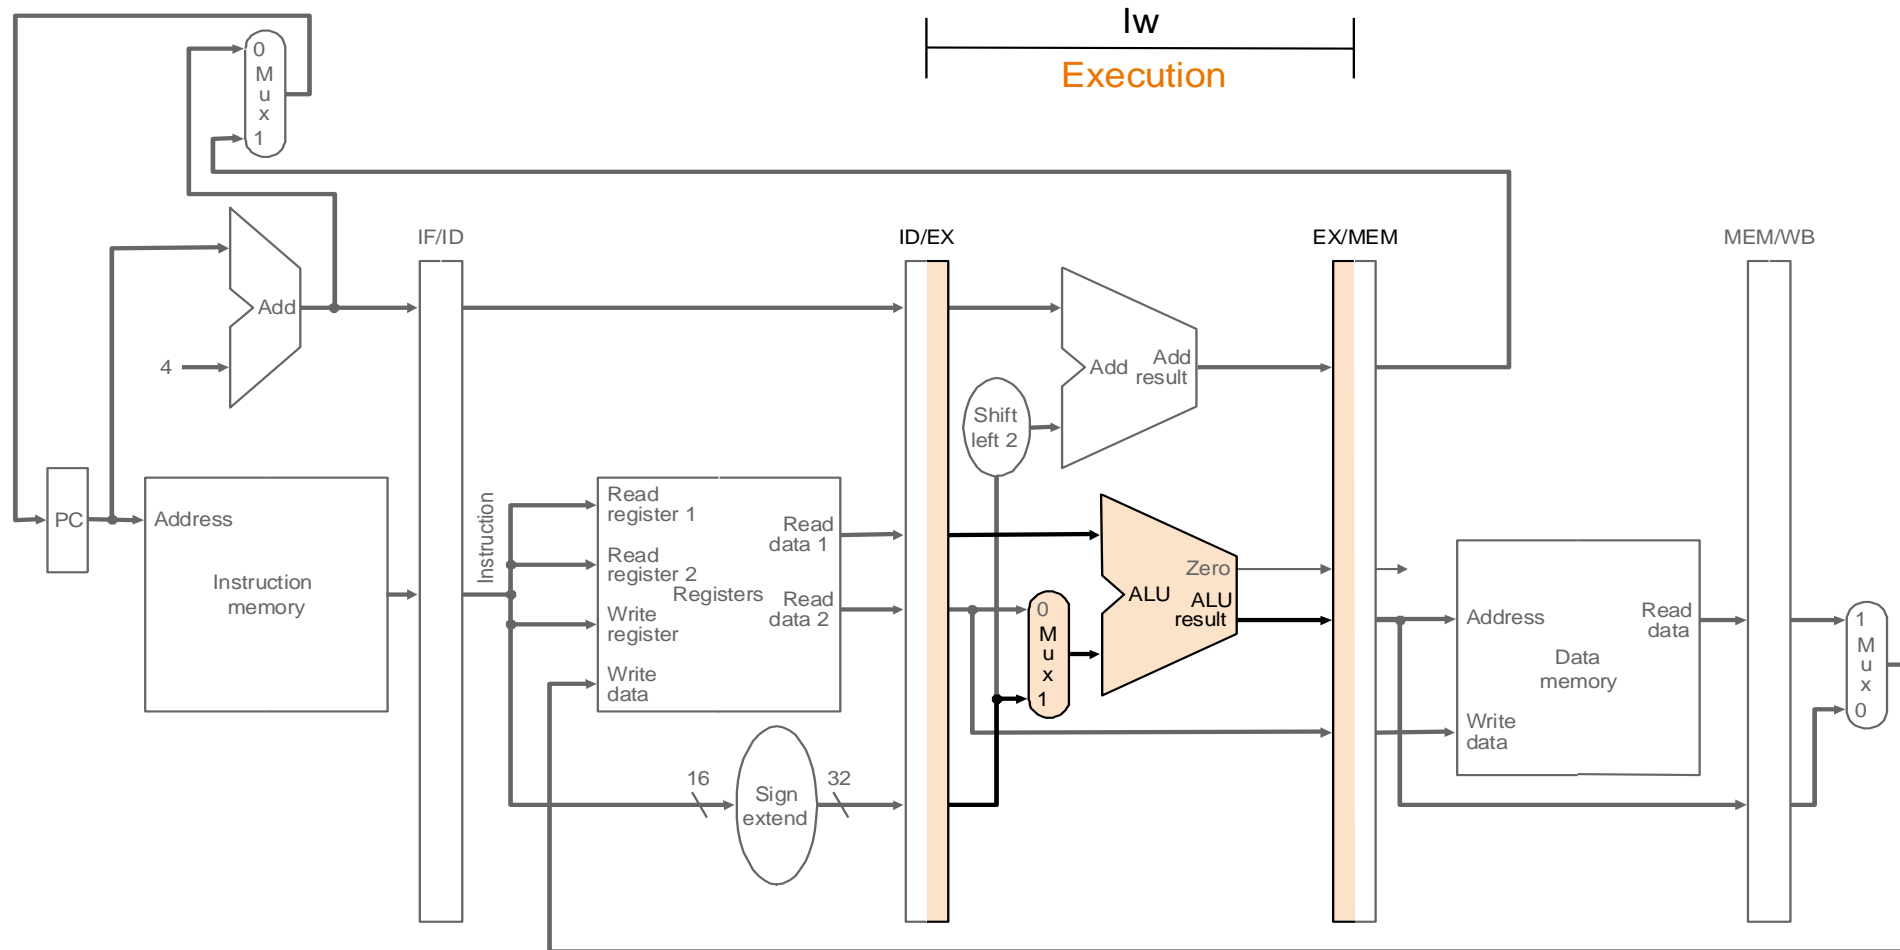 lw
Execution
0
M
u
x
1
IF/ID
ID/EX
EX/MEM
MEM/WB
Add
4
Add
Add
result
Shift
left 2
PC
Address
Instruction
memory
Instruction
Read
register 1
Read
register 2
Registers
Write
register
Write
data
Read
data 1
Read
data 2
0
M
u
x
1
Zero
ALU
ALU
result
Address
Read
data
Data
memory
Write
data
1
M
u
x
0
16
Sign
extend
32